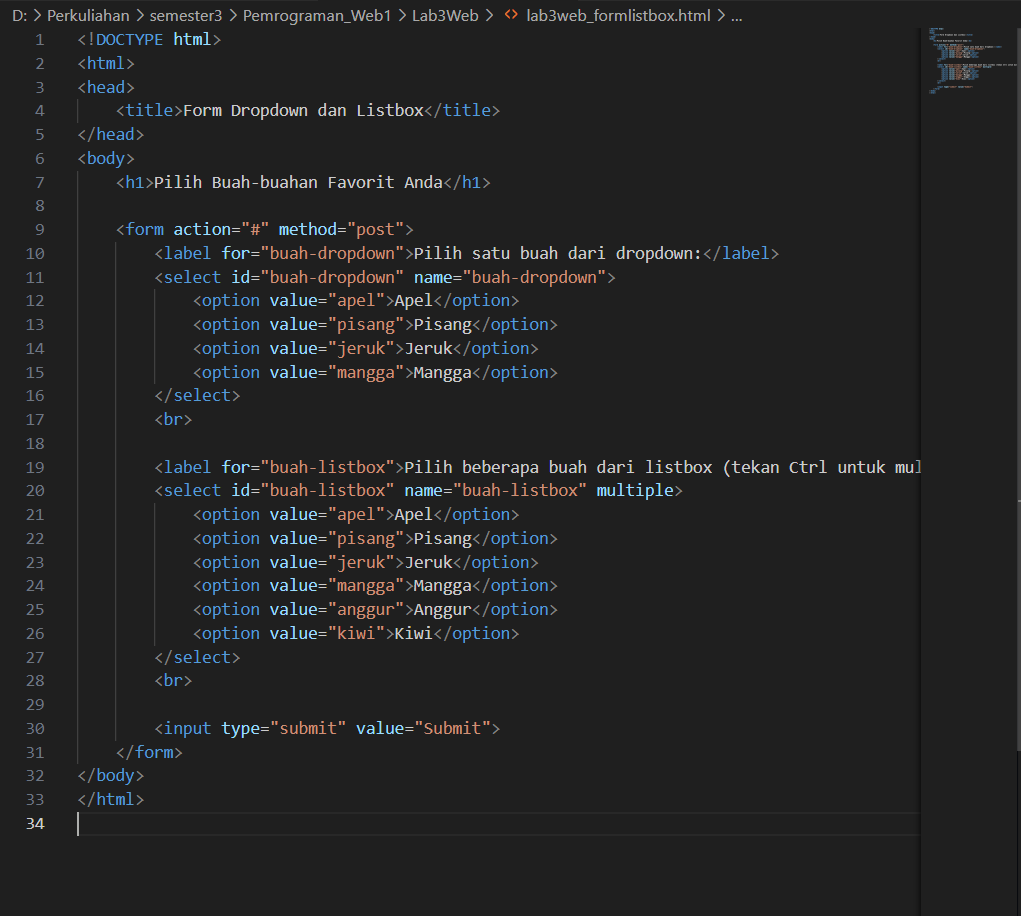 D: > Perkuliahan > semester3 > Pemrograman_Web1 > Lab3Web > <> lab3web_formlistbox.html > ...
1 <!DOCTYPE html>
2 <html>
3 <head>
4     <title>Form Dropdown dan Listbox</title>
5 </head>
6 <body>
7     <h1>Pilih Buah-buahan Favorit Anda</h1>
8
9     <form action="#" method="post">
10         <label for="buah-dropdown">Pilih satu buah dari dropdown:</label>
11         <select id="buah-dropdown" name="buah-dropdown">
12             <option value="apel">Apel</option>
13             <option value="pisang">Pisang</option>
14             <option value="jeruk">Jeruk</option>
15             <option value="mangga">Mangga</option>
16         </select>
17         <br>
18
19         <label for="buah-listbox">Pilih beberapa buah dari listbox (tekan Ctrl untuk mul
20         <select id="buah-listbox" name="buah-listbox" multiple>
21             <option value="apel">Apel</option>
22             <option value="pisang">Pisang</option>
23             <option value="jeruk">Jeruk</option>
24             <option value="mangga">Mangga</option>
25             <option value="anggur">Anggur</option>
26             <option value="kiwi">Kiwi</option>
27         </select>
28         <br>
29
30         <input type="submit" value="Submit">
31     </form>
32 </body>
33 </html>
34